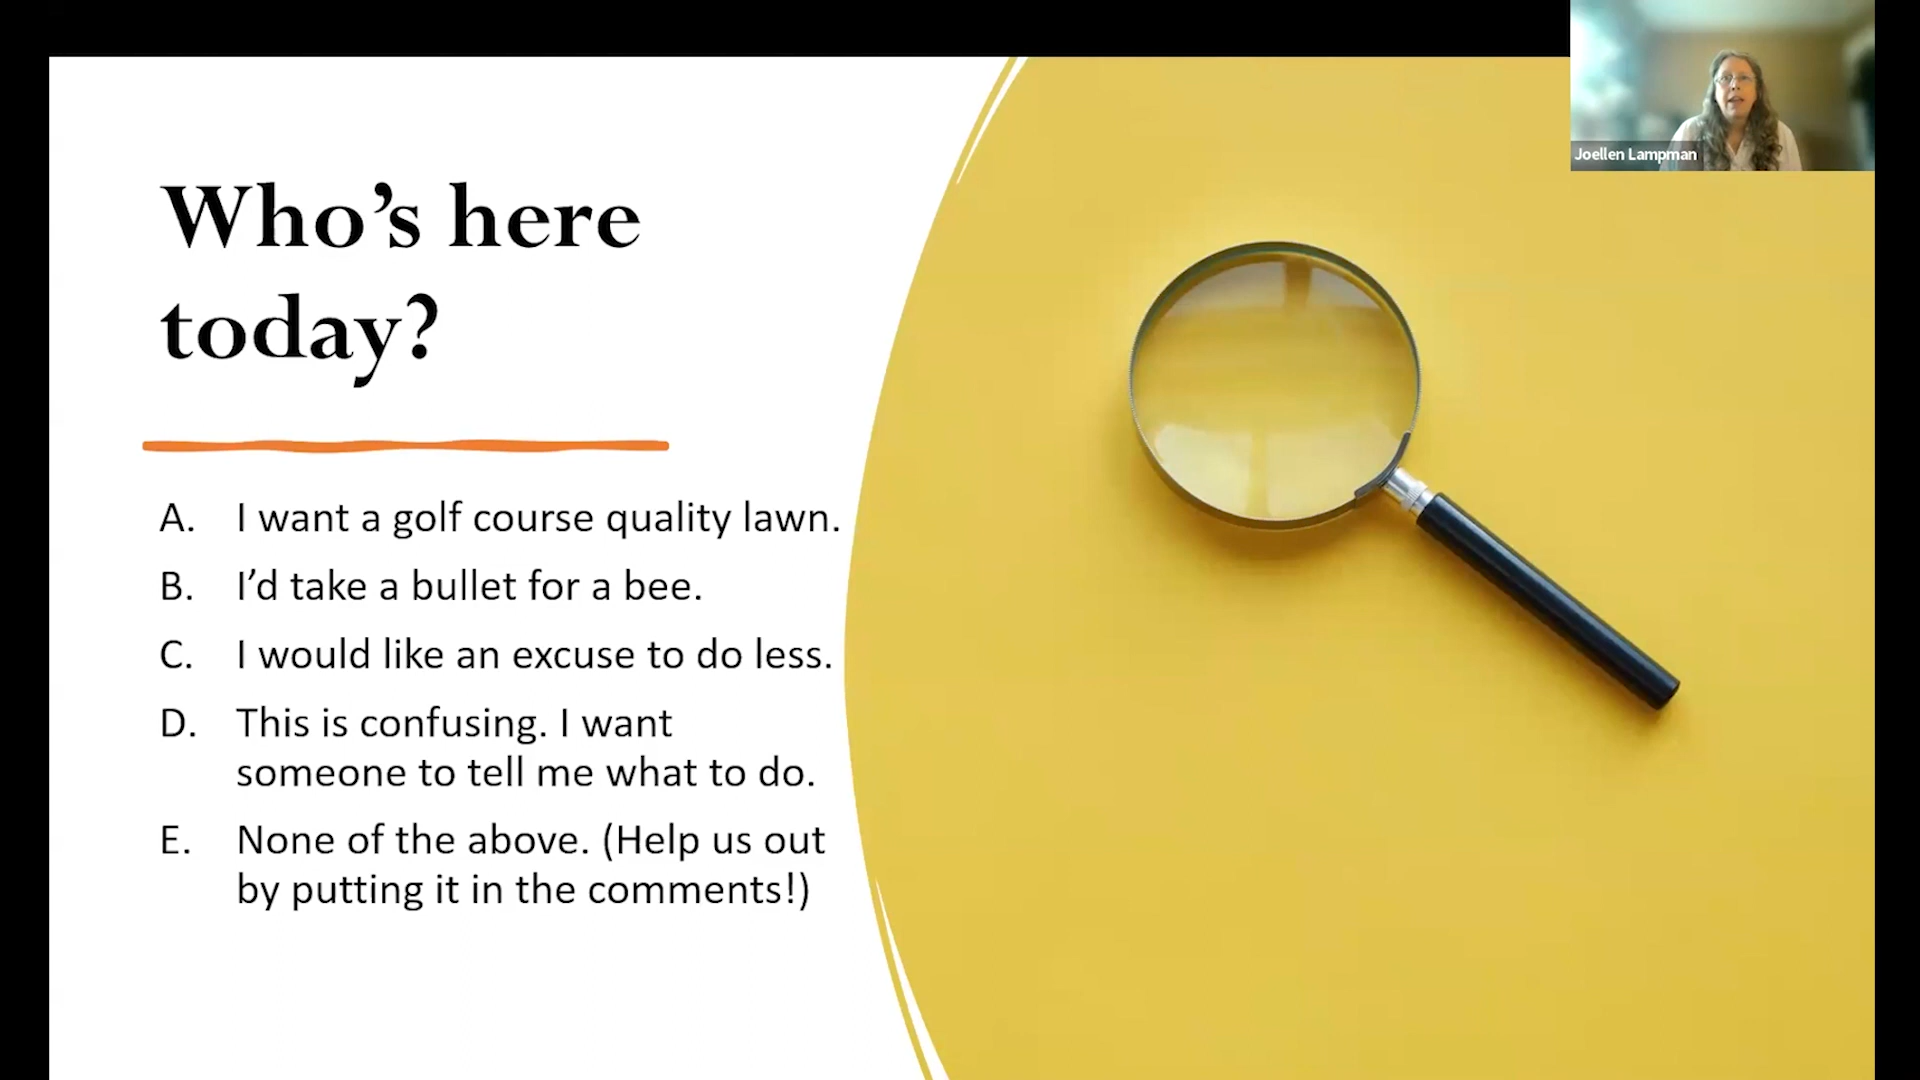 Joellen Lampman
Who’s here
today?
A. I want a golf course quality lawn.
B. I’d take a bullet for a bee.
C. I would like an excuse to do less.
D. This is confusing. I want
someone to tell me what to do.
E. None of the above. (Help us out
by putting it in the comments!)